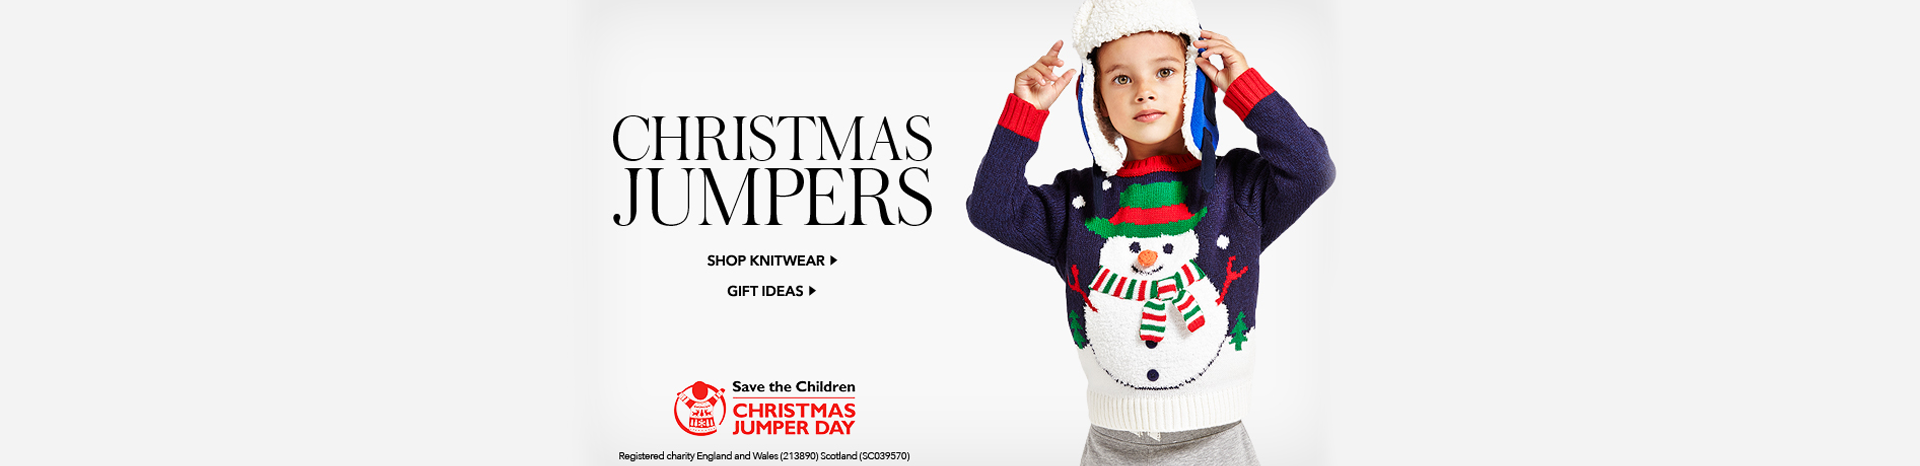 CHRISTMAS
JUMPERS
SHOP KNITWEAR
GIFT IDEAS
Save the Children
CHRISTMAS
JUMPER DAY
Registered charity England and Wales (213890) Scotland (SC039570)